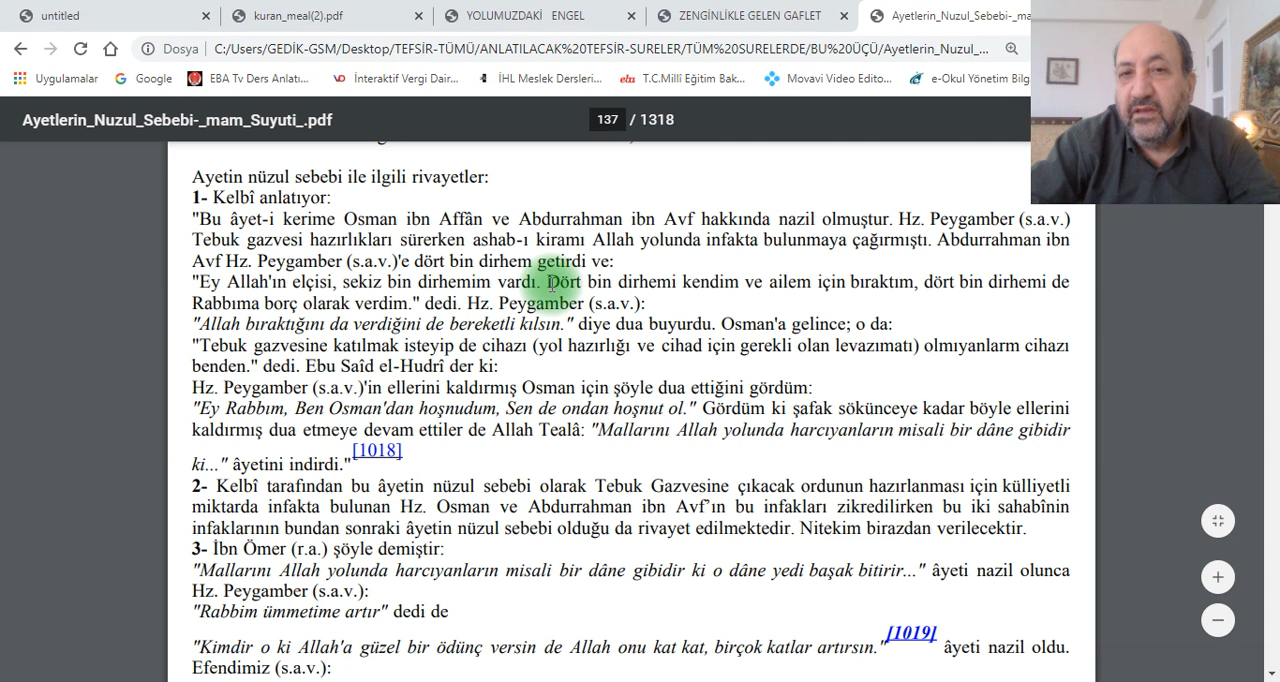 untitled
kuran_meal(2).pdf
YOLUMUZDAKİ ENGEL
ZENGİNLİKLE GELEN GAFLET
Ayetlerin_Nuzul_Sebebi-_ma
Dosya
C:/Users/GEDİK-GSM/Desktop/TEFSİR-TÜMÜ/ANLATILACAK%20TEFSİR-SURELER/TÜM%20SURELERDE/BU%20ÜÇÜ/Ayetlerin_Nuzul_...
Uygulamalar
Google
EBA Tv Ders Anlatı...
İnteraktif Vergi Dair...
İHL Meslek Dersleri...
T.C.Millî Eğitim Bak...
Movavi Video Edito...
e-Okul Yönetim Bilg
Ayetlerin_Nuzul_Sebebi-_mam_Suyuti_.pdf
137 / 1318
Ayetin nüzul sebebi ile ilgili rivayetler:
1- Kelbî anlatıyor:
"Bu âyet-i kerime Osman ibn Affân ve Abdurrahman ibn Avf hakkında nazil olmuştur. Hz. Peygamber (s.a.v.)
Tebuk gazvesi hazırlıkları sürerken ashab-ı kiramı Allah yolunda infakta bulunmaya çağırmıştı. Abdurrahman ibn
Avf Hz. Peygamber (s.a.v.)'e dört bin dirhem getirdi ve:
"Ey Allah'ın elçisi, sekiz bin dirhemim vardı. Dört bin dirhemi kendim ve ailem için bıraktım, dört bin dirhemi de
Rabbıma borç olarak verdim." dedi. Hz. Peygamber (s.a.v.):
"Allah bıraktığını da verdiğini de bereketli kılsın." diye dua buyurdu. Osman'a gelince; o da:
"Tebuk gazvesine katılmak isteyip de cihazı (yol hazırlığı ve cihad için gerekli olan levazımatı) olmıyanlarm cihazı
benden." dedi. Ebu Saîd el-Hudrî der ki:
Hz. Peygamber (s.a.v.)'in ellerini kaldırmış Osman için şöyle dua ettiğini gördüm:
"Ey Rabbım, Ben Osman'dan hoşnudum, Sen de ondan hoşnut ol." Gördüm ki şafak sökünceye kadar böyle ellerini
kaldırmış dua etmeye devam ettiler de Allah Tealâ: "Mallarını Allah yolunda harcıyanların misali bir dâne gibidir
ki..." âyetini indirdi."[1018]
2- Kelbî tarafından bu âyetin nüzul sebebi olarak Tebuk Gazvesine çıkacak ordunun hazırlanması için külliyetli
miktarda infakta bulunan Hz. Osman ve Abdurrahman ibn Avf'ın bu infakları zikredilirken bu iki sahabînin
infaklarının bundan sonraki âyetin nüzul sebebi olduğu da rivayet edilmektedir. Nitekim birazdan verilecektir.
3- İbn Ömer (r.a.) şöyle demiştir:
"Mallarını Allah yolunda harcıyanların misali bir dâne gibidir ki o dâne yedi başak bitirir..." âyeti nazil olunca
Hz. Peygamber (s.a.v.):
"Rabbim ümmetime artır" dedi de
"Kimdir o ki Allah'a güzel bir ödünç versin de Allah onu kat kat, birçok katlar artırsın."[1019] âyeti nazil oldu.
Efendimiz (s.a.v.):